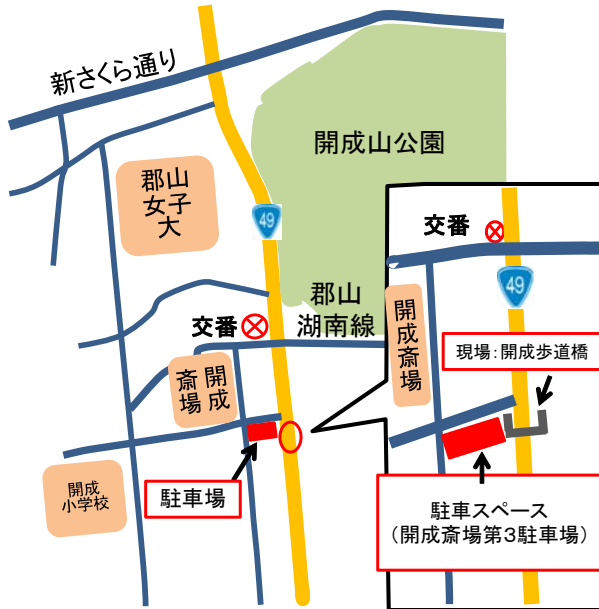 新さくら通り
開成山公園
郡山
女子
大
49
郡山
湖南線
交番
開成
斎場
駐車場
開成
小学校
交番
49
開成斎場
現場:開成歩道橋
駐車スペース
(開成斎場第3駐車場)